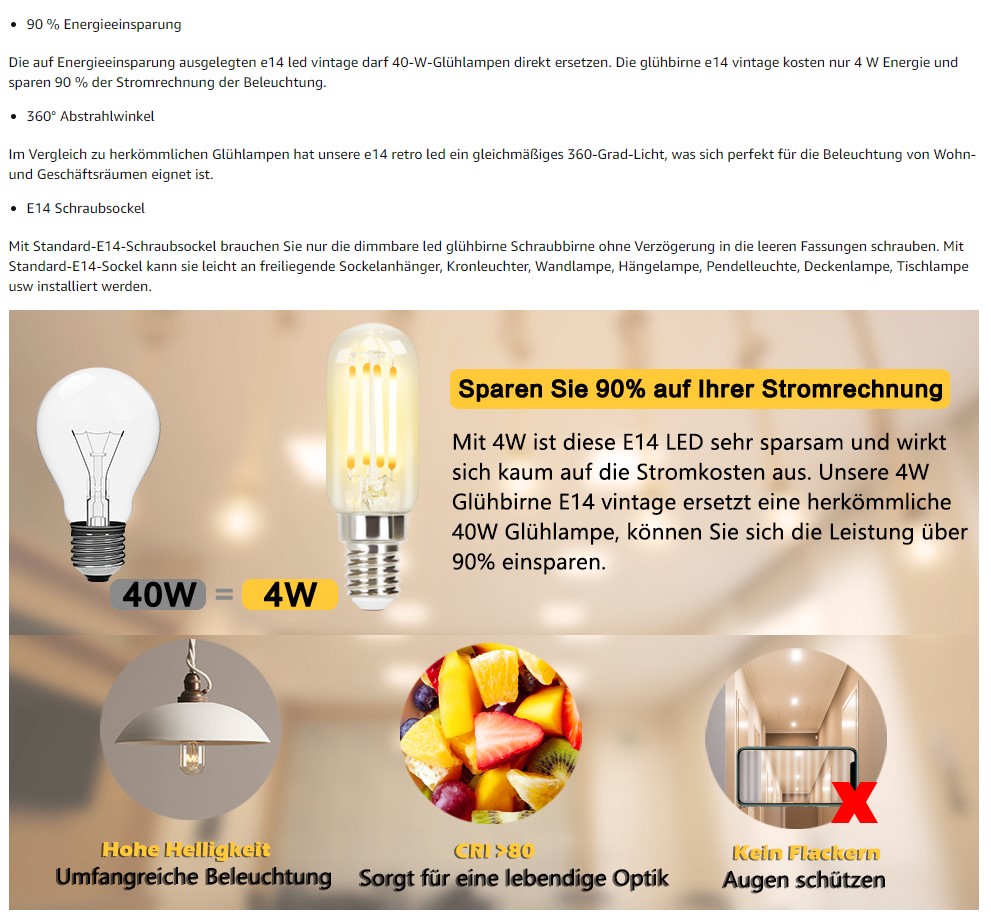 90 % Energieeinsparung
Die auf Energieeinsparung ausgelegten e14 led vintage darf 40-W-Glühlampen direkt ersetzen. Die glühbirne e14 vintage kosten nur 4 W Energie und
sparen 90 % der Stromrechnung der Beleuchtung.
360° Abstrahlwinkel
Im Vergleich zu herkömmlichen Glühlampen hat unsere e14 retro led ein gleichmäßiges 360-Grad-Licht, was sich perfekt für die Beleuchtung von Wohn-
und Geschäftsräumen eignet ist.
E14 Schraubsockel
Mit Standard-E14-Schraubsockel brauchen Sie nur die dimmbare led glühbirne Schraubbirne ohne Verzögerung in die leeren Fassungen schrauben. Mit
Standard-E14-Sockel kann sie leicht an freiliegende Sockelanhänger, Kronleuchter, Wandlampe, Hängelampe, Pendelleuchte, Deckenlampe, Tischlampe
usw installiert werden.
Sparen Sie 90% auf Ihrer Stromrechnung
Mit 4W ist diese E14 LED sehr sparsam und wirkt
sich kaum auf die Stromkosten aus. Unsere 4W
Glühbirne E14 vintage ersetzt eine herkömmliche
40W Glühlampe, können Sie sich die Leistung über
90% einsparen.
40W = 4W
Hohe Helligkeit
Umfangreiche Beleuchtung
CRI >80
Sorgt für eine lebendige Optik
Kein Flackern
Augen schützen